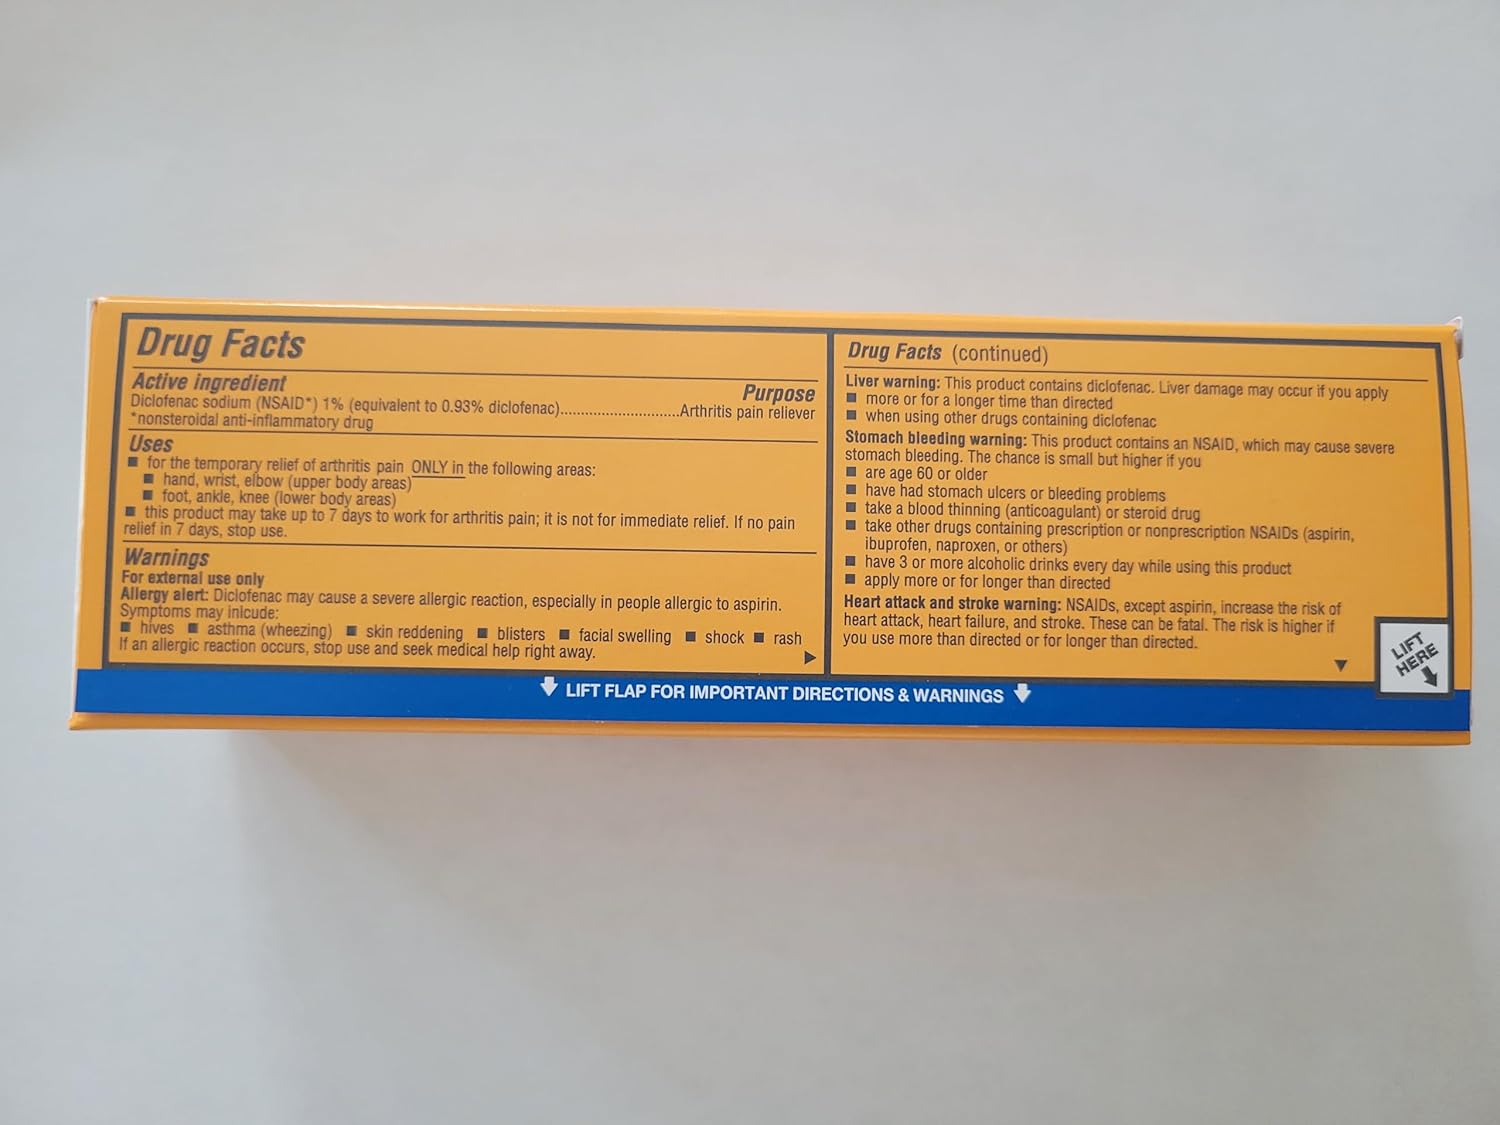 Drug Facts
Active ingredient Purpose
Diclofenac sodium (NSAID*) 1% (equivalent to 0.93% diclofenac)............................Arthritis pain reliever
*nonsteroidal anti-inflammatory drug
Uses
■ for the temporary relief of arthritis pain ONLY in the following areas:
■ hand, wrist, elbow (upper body areas)
■ foot, ankle, knee (lower body areas)
■ this product may take up to 7 days to work for arthritis pain; it is not for immediate relief. If no pain
relief in 7 days, stop use.
Warnings
For external use only
Allergy alert: Diclofenac may cause a severe allergic reaction, especially in people allergic to aspirin.
Symptoms may inlcude:
■ hives ■ asthma (wheezing) ■ skin reddening ■ blisters ■ facial swelling ■ shock ■ rash
If an allergic reaction occurs, stop use and seek medical help right away.
Drug Facts (continued)
Liver warning: This product contains diclofenac. Liver damage may occur if you apply
■ more or for a longer time than directed
■ when using other drugs containing diclofenac
Stomach bleeding warning: This product contains an NSAID, which may cause severe
stomach bleeding. The chance is small but higher if you
■ are age 60 or older
■ have had stomach ulcers or bleeding problems
■ take a blood thinning (anticoagulant) or steroid drug
■ take other drugs containing prescription or nonprescription NSAIDs (aspirin,
ibuprofen, naproxen, or others)
■ have 3 or more alcoholic drinks every day while using this product
■ apply more or for longer than directed
Heart attack and stroke warning: NSAIDs, except aspirin, increase the risk of
heart attack, heart failure, and stroke. These can be fatal. The risk is higher if
you use more than directed or for longer than directed.
LIFT
HERE
LIFT FLAP FOR IMPORTANT DIRECTIONS & WARNINGS